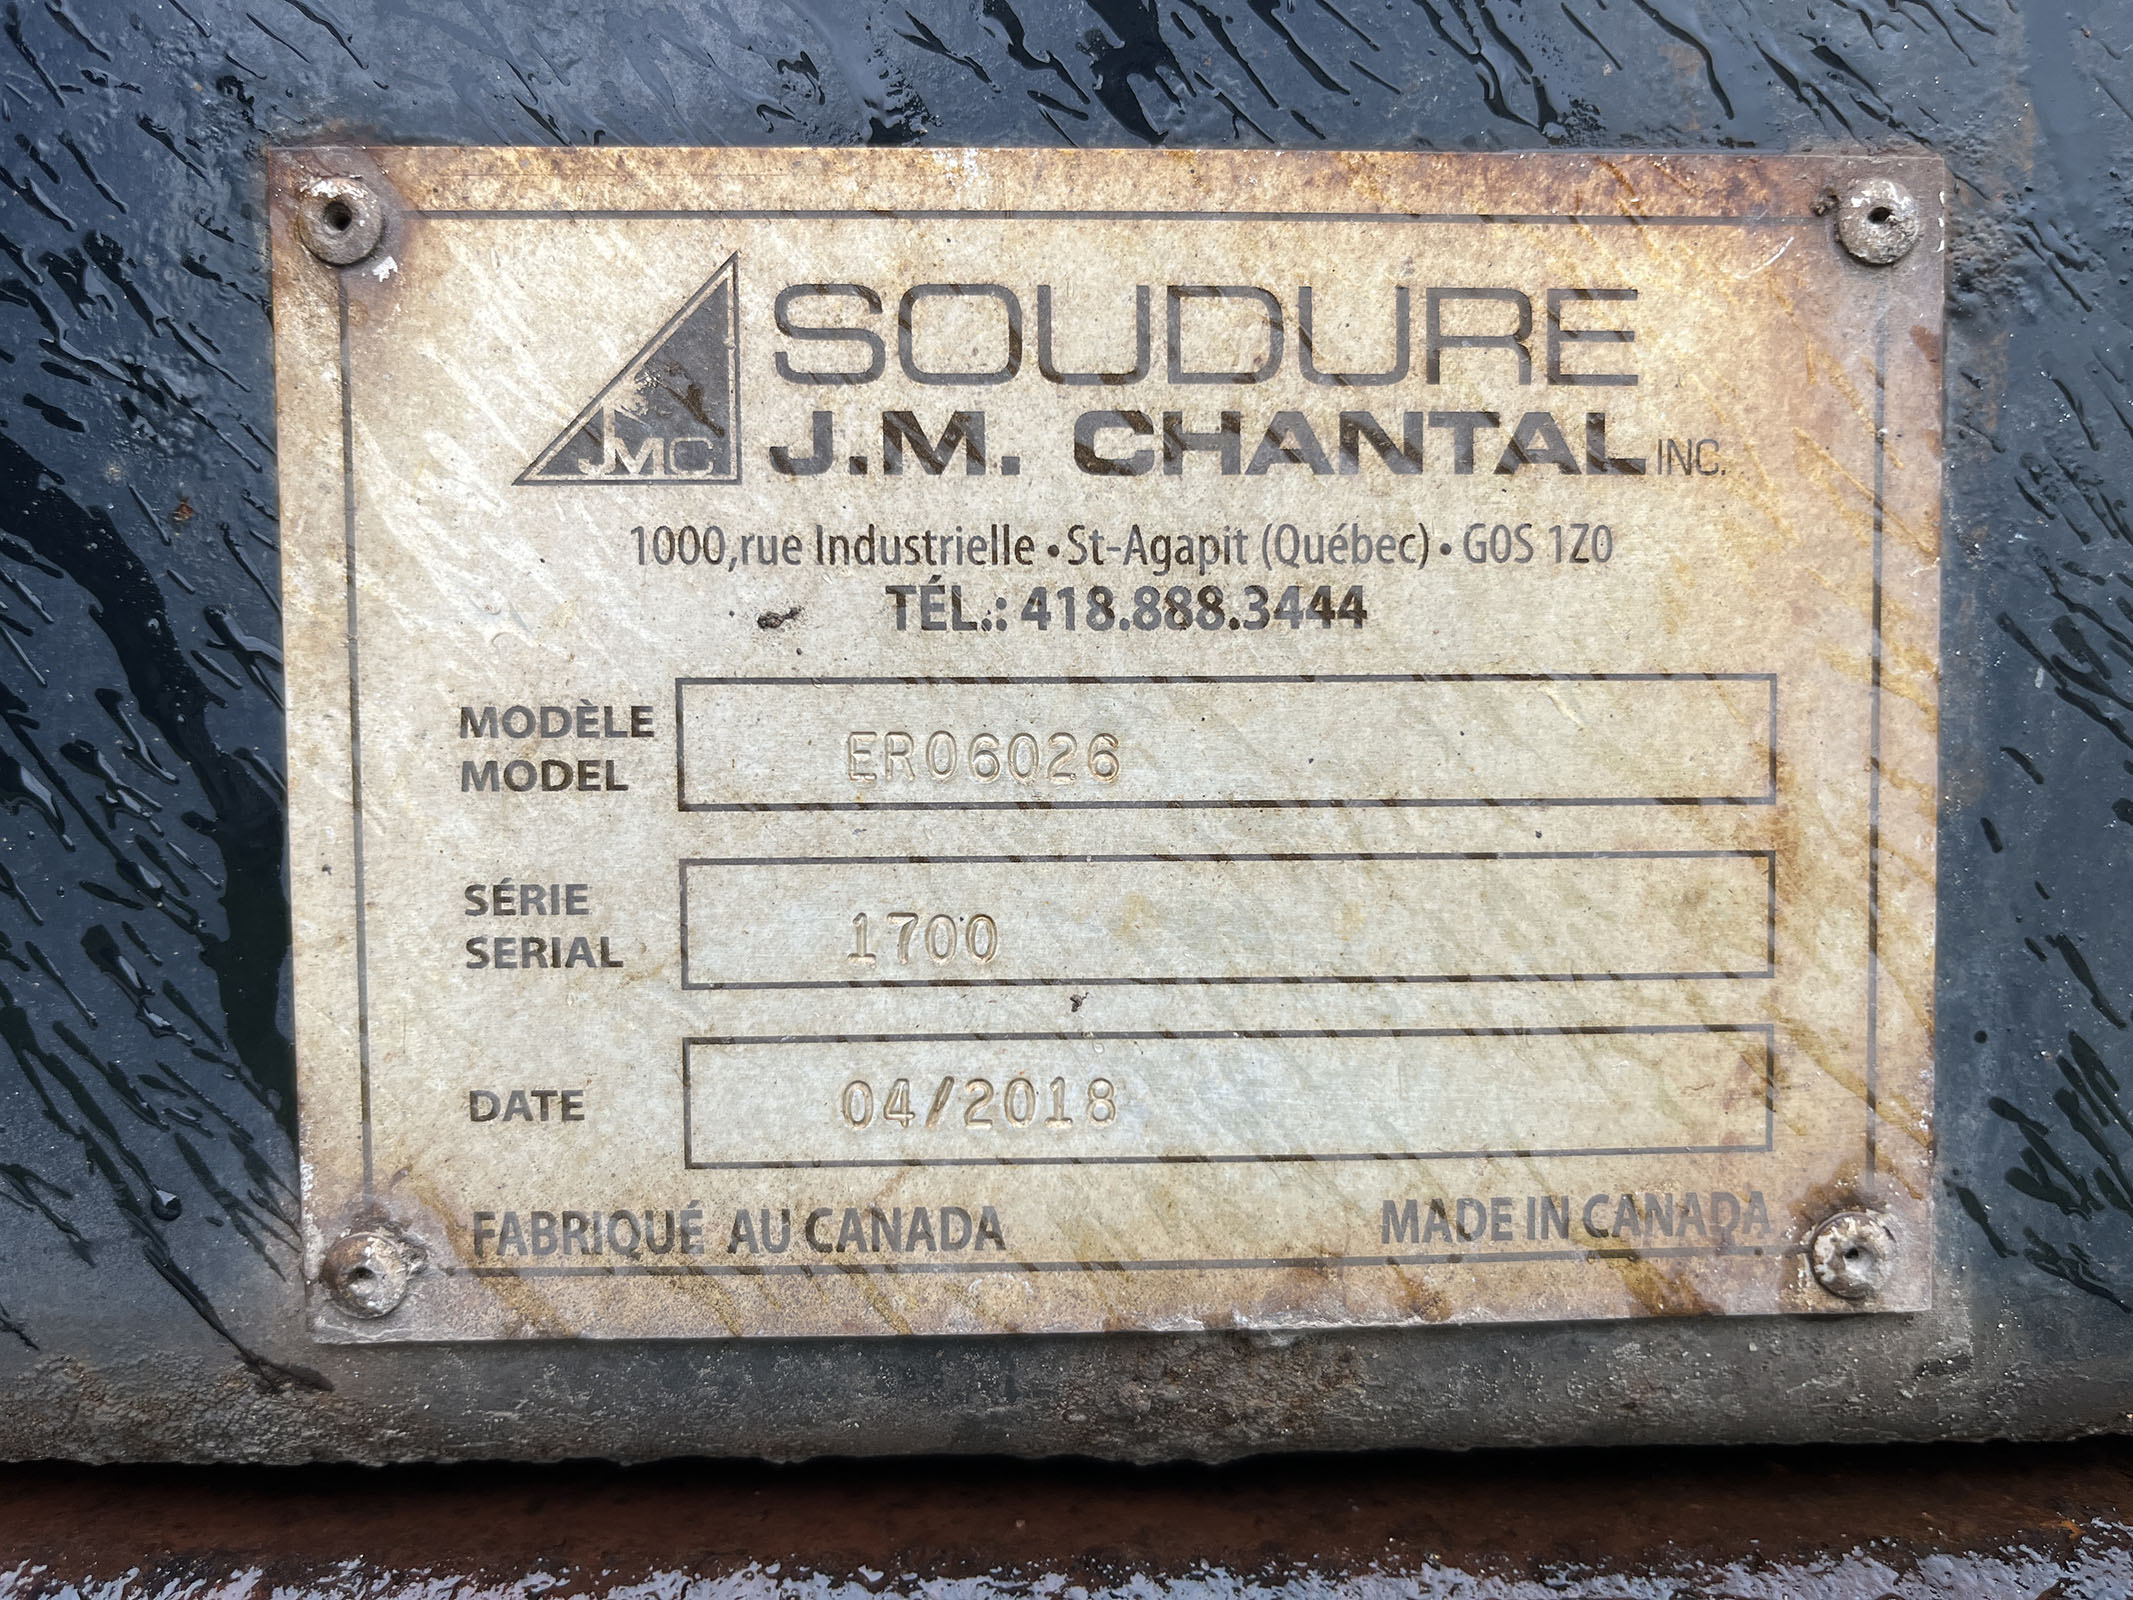 SOUDURE
JMC
J.M. CHANTAL INC.
1000,rue Industrielle • St-Agapit (Québec) • G0S 1Z0
TÉL.: 418.888.3444
MODÈLE
MODEL
ER06026
SÉRIE
SERIAL
1700
DATE
04/2018
FABRIQUÉ AU CANADA
MADE IN CANADA